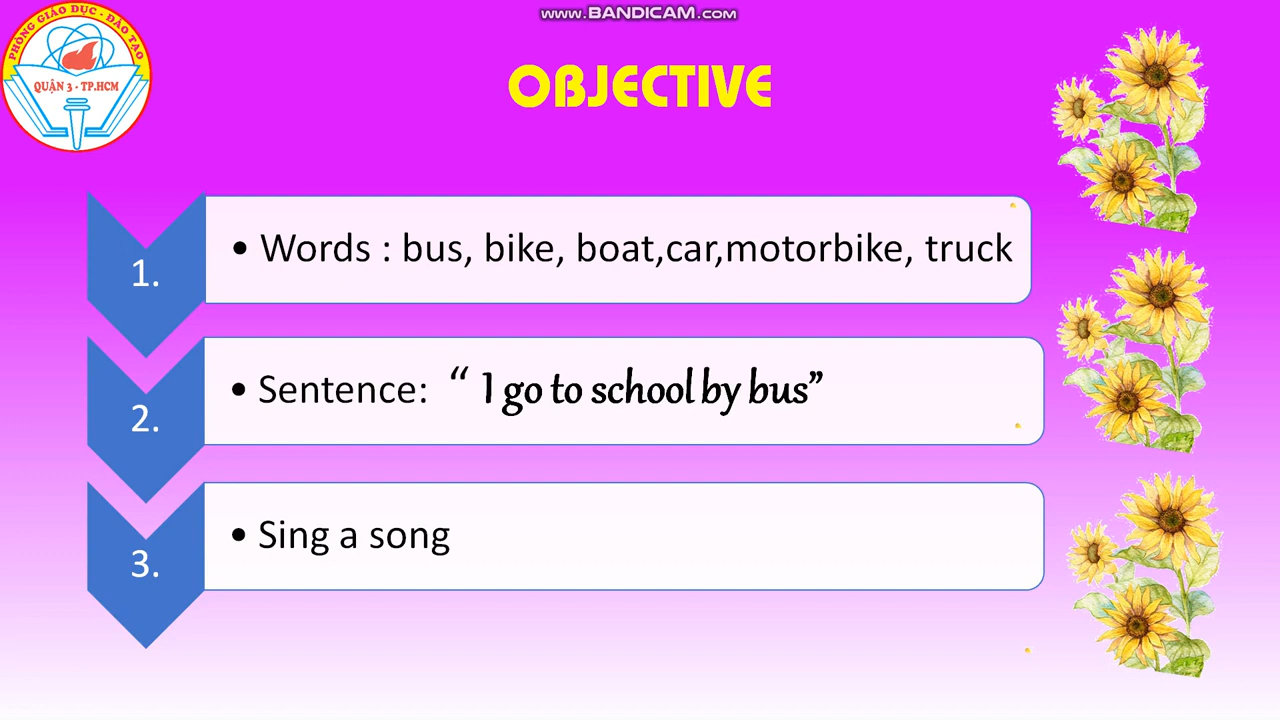 www.BANDICAM.com
PHÒNG GIÁO DỤC - ĐÀO TẠO
QUẬN 3 - TP.HCM
OBJECTIVE
1.
• Words : bus, bike, boat,car,motorbike, truck
2.
• Sentence: “ I go to school by bus”
3.
• Sing a song